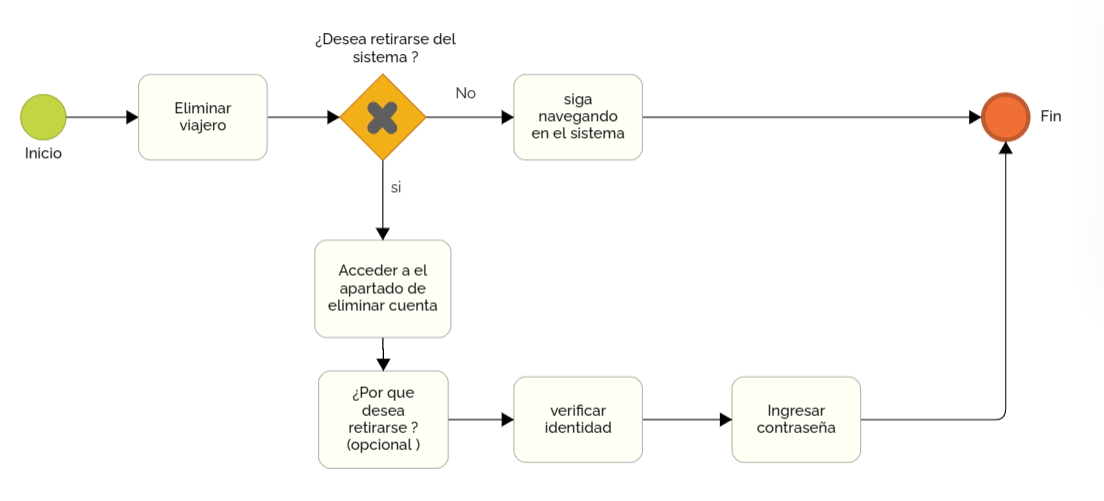 ¿Desea retirarse del
sistema ?
Inicio
Eliminar
viajero
No
siga
navegando
en el sistema
Fin
si
Acceder a el
apartado de
eliminar cuenta
¿Por que
desea
retirarse ?
(opcional )
verificar
identidad
Ingresar
contraseña